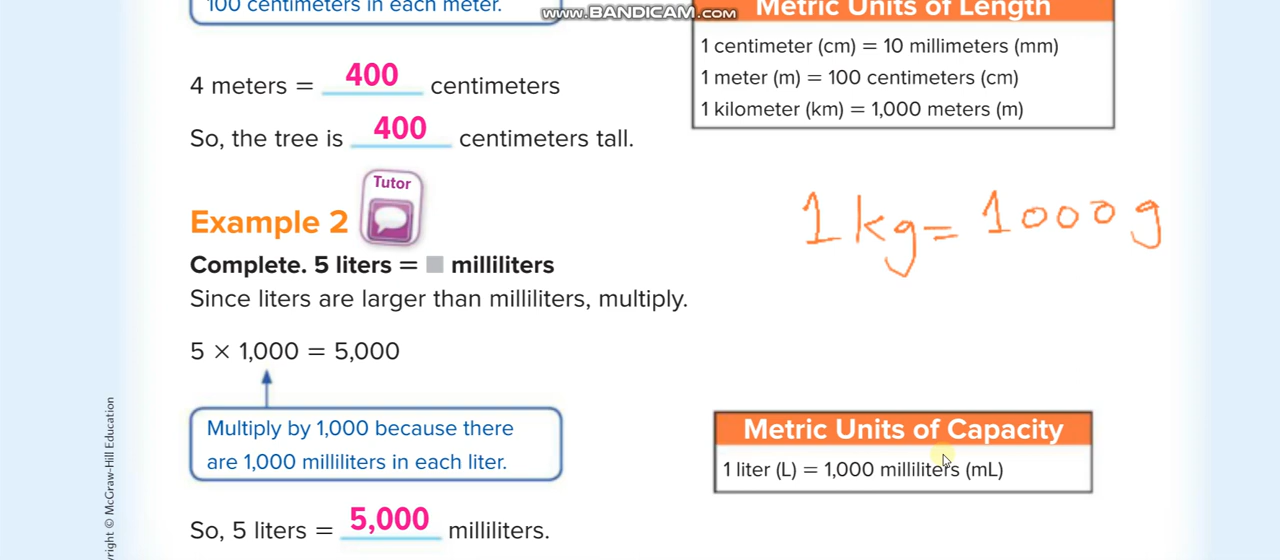 100 centimeters in each meter.
www.BANDICAM.com
Metric Units of Length
1 centimeter (cm) = 10 millimeters (mm)
1 meter (m) = 100 centimeters (cm)
1 kilometer (km) = 1,000 meters (m)
4 meters = 400 centimeters
So, the tree is 400 centimeters tall.
Tutor
Example 2
1 kg = 1000 g
Complete. 5 liters = ■ milliliters
Since liters are larger than milliliters, multiply.
5 × 1,000 = 5,000
Multiply by 1,000 because there
are 1,000 milliliters in each liter.
Metric Units of Capacity
1 liter (L) = 1,000 milliliters (mL)
So, 5 liters = 5,000 milliliters.
right © McGraw-Hill Education